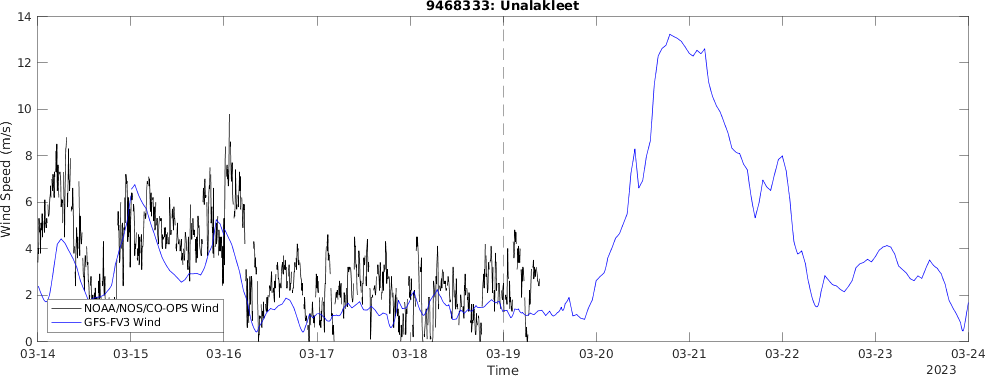 9468333: Unalakleet
Wind Speed (m/s)
14
12
10
8
6
4
2
0
NOAA/NOS/CO-OPS Wind
GFS-FV3 Wind
03-14 03-15 03-16 03-17 03-18 03-19 03-20 03-21 03-22 03-23 03-24
Time
2023